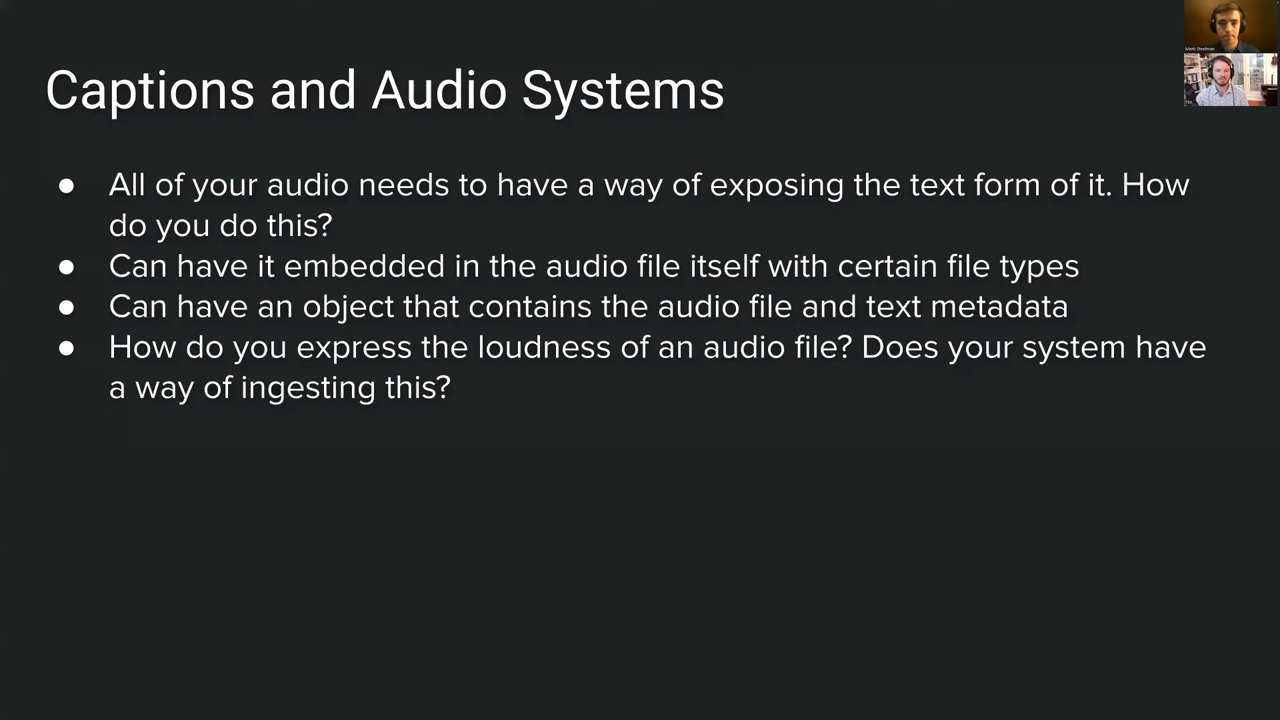 Captions and Audio Systems
● All of your audio needs to have a way of exposing the text form of it. How
do you do this?
● Can have it embedded in the audio file itself with certain file types
● Can have an object that contains the audio file and text metadata
● How do you express the loudness of an audio file? Does your system have
a way of ingesting this?
Mark Steelman
Tim